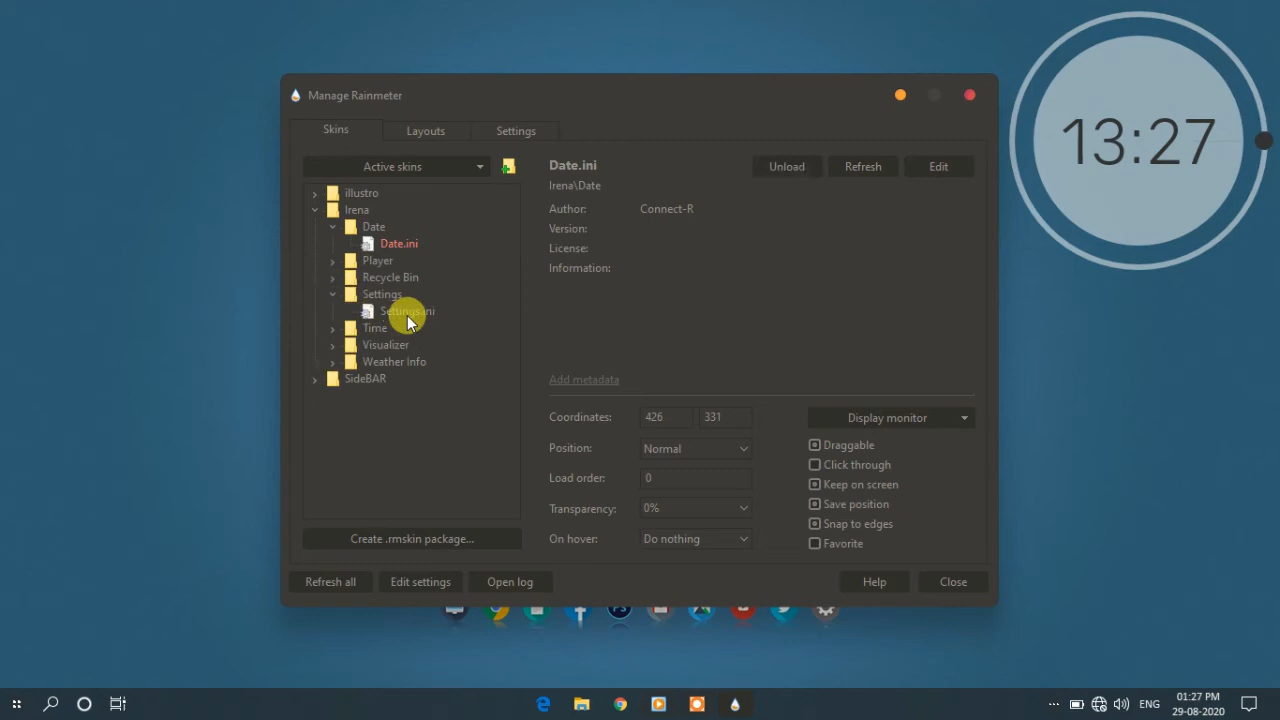 13:27
Manage Rainmeter
Skins
Layouts
Settings
Active skins
illustro
Irena
Date
Date.ini
Player
Recycle Bin
Settings
Settings.ini
Time
Visualizer
Weather Info
SideBAR
Create .rmskin package...
Date.ini
Irena\Date
Unload
Refresh
Edit
Author:
Connect-R
Version:
License:
Information:
Add metadata
Coordinates:
426
331
Display monitor
Position:
Normal
Load order:
0
Transparency:
0%
On hover:
Do nothing
Draggable
Click through
Keep on screen
Save position
Snap to edges
Favorite
Refresh all
Edit settings
Open log
Help
Close
ENG
01:27 PM
29-08-2020